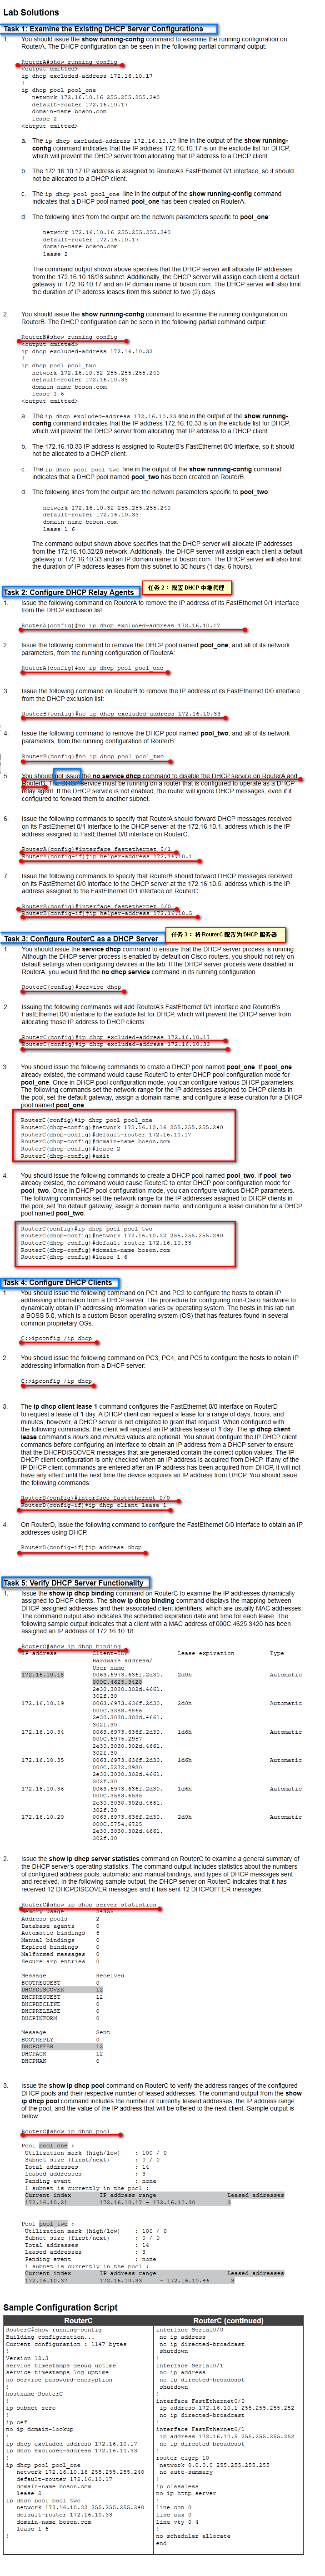 Lab Solutions
Task 1: Examine the Existing DHCP Server Configurations
1. You should issue the show running-config command to examine the running configuration on
RouterA. The DHCP configuration can be seen in the following partial command output:
RouterA#show running-config
<output omitted>
ip dhcp excluded-address 172.16.10.17
!
ip dhcp pool pool_one
network 172.16.10.16 255.255.255.240
default-router 172.16.10.17
domain-name boson.com
lease 2
<output omitted>
a. The ip dhcp excluded-address 172.16.10.17 line in the output of the show running-
config command indicates that the IP address 172.16.10.17 is on the exclude list for DHCP,
which will prevent the DHCP server from allocating that IP address to a DHCP client.
b. The 172.16.10.17 IP address is assigned to RouterA's FastEthernet 0/1 interface, so it should
not be allocated to a DHCP client.
c. The ip dhcp pool pool_one line in the output of the show running-config command
indicates that a DHCP pool named pool_one has been created on RouterA.
d. The following lines from the output are the network parameters specific to pool_one:
network 172.16.10.16 255.255.255.240
default-router 172.16.10.17
domain-name boson.com
lease 2
The command output shown above specifies that the DHCP server will allocate IP addresses
from the 172.16.10.16/28 subnet. Additionally, the DHCP server will assign each client a default
gateway of 172.16.10.17 and an IP domain name of boson.com. The DHCP server will also limit
the duration of IP address leases from this subnet to two (2) days.
2. You should issue the show running-config command to examine the running configuration on
RouterB. The DHCP configuration can be seen in the following partial command output:
RouterB#show running-config
<output omitted>
ip dhcp excluded-address 172.16.10.33
!
ip dhcp pool pool_two
network 172.16.10.32 255.255.255.240
default-router 172.16.10.33
domain-name boson.com
lease 1 6
<output omitted>
a. The ip dhcp excluded-address 172.16.10.33 line in the output of the show running-
config command indicates that the IP address 172.16.10.33 is on the exclude list for DHCP,
which will prevent the DHCP server from allocating that IP address to a DHCP client.
b. The 172.16.10.33 IP address is assigned to RouterB's FastEthernet 0/0 interface, so it should
not be allocated to a DHCP client.
c. The ip dhcp pool pool_two line in the output of the show running-config command
indicates that a DHCP pool named pool_two has been created on RouterB.
d. The following lines from the output are the network parameters specific to pool_two:
network 172.16.10.32 255.255.255.240
default-router 172.16.10.33
domain-name boson.com
lease 1 6
The command output shown above specifies that the DHCP server will allocate IP addresses
from the 172.16.10.32/28 network. Additionally, the DHCP server will assign each client a default
gateway of 172.16.10.33 and an IP domain name of boson.com. The DHCP server will also limit
the duration of IP address leases from this subnet to 30 hours (1 day, 6 hours).
Task 2: Configure DHCP Relay Agents
任务 2：配置 DHCP 中继代理
1. Issue the following command on RouterA to remove the IP address of its FastEthernet 0/1 interface
from the DHCP exclusion list:
RouterA(config)#no ip dhcp excluded-address 172.16.10.17
2. Issue the following command to remove the DHCP pool named pool_one, and all of its network
parameters, from the running configuration of RouterA:
RouterA(config)#no ip dhcp pool pool_one
3. Issue the following command on RouterB to remove the IP address of its FastEthernet 0/0 interface
from the DHCP exclusion list:
RouterB(config)#no ip dhcp excluded-address 172.16.10.33
4. Issue the following command to remove the DHCP pool named pool_two, and all of its network
parameters, from the running configuration of RouterB:
RouterB(config)#no ip dhcp pool pool_two
5. You should not issue the no service dhcp command to disable the DHCP service on RouterA and
RouterB. The DHCP service must be running on a router that is configured to operate as a DHCP
relay agent. If the DHCP service is not enabled, the router will ignore DHCP messages, even if it
configured to forward them to another subnet.
6. Issue the following commands to specify that RouterA should forward DHCP messages received
on its FastEthernet 0/1 interface to the DHCP server at the 172.16.10.1, address which is the IP
address assigned to FastEthernet 0/0 interface on RouterC:
RouterA(config)#interface fastethernet 0/1
RouterA(config-if)#ip helper-address 172.16.10.1
7. Issue the following commands to specify that RouterB should forward DHCP messages received
on its FastEthernet 0/0 interface to the DHCP server at the 172.16.10.5, address which is the IP
address assigned to the FastEthernet 0/1 interface on RouterC:
RouterB(config)#interface fastethernet 0/0
RouterB(config-if)#ip helper-address 172.16.10.5
Task 3: Configure RouterC as a DHCP Server
任务 3：将 RouterC 配置为 DHCP 服务器
1. You should issue the service dhcp command to ensure that the DHCP server process is running.
Although the DHCP server process is enabled by default on Cisco routers, you should not rely on
default settings when configuring devices in the lab. If the DHCP server process were disabled in
RouterA, you would find the no dhcp service command in its running configuration.
RouterC(config)#service dhcp
2. Issuing the following commands will add RouterA's FastEthernet 0/1 interface and RouterB's
FastEthernet 0/0 interface to the exclude list for DHCP, which will prevent the DHCP server from
allocating those IP address to DHCP clients:
RouterC(config)#ip dhcp excluded-address 172.16.10.17
RouterC(config)#ip dhcp excluded-address 172.16.10.33
3. You should issue the following commands to create a DHCP pool named pool_one. If pool_one
already existed, the command would cause RouterC to enter DHCP pool configuration mode for
pool_one. Once in DHCP pool configuration mode, you can configure various DHCP parameters.
The following commands set the network range for the IP addresses assigned to DHCP clients in
the pool, set the default gateway, assign a domain name, and configure a lease duration for a DHCP
pool named pool_one:
RouterC(config)#ip dhcp pool pool_one
RouterC(dhcp-config)#network 172.16.10.16 255.255.255.240
RouterC(dhcp-config)#default-router 172.16.10.17
RouterC(dhcp-config)#domain-name boson.com
RouterC(dhcp-config)#lease 2
RouterC(dhcp-config)#exit
4. You should issue the following commands to create a DHCP pool named pool_two. If pool_two
already existed, the command would cause RouterC to enter DHCP pool configuration mode for
pool_two. Once in DHCP pool configuration mode, you can configure various DHCP parameters.
The following commands set the network range for the IP addresses assigned to DHCP clients in
the pool, set the default gateway, assign a domain name, and configure a lease duration for a DHCP
pool named pool_two:
RouterC(config)#ip dhcp pool pool_two
RouterC(dhcp-config)#network 172.16.10.32 255.255.255.240
RouterC(dhcp-config)#default-router 172.16.10.33
RouterC(dhcp-config)#domain-name boson.com
RouterC(dhcp-config)#lease 1 6
Task 4: Configure DHCP Clients
1. You should issue the following command on PC1 and PC2 to configure the hosts to obtain IP
addressing information from a DHCP server. The procedure for configuring non-Cisco hardware to
dynamically obtain IP addressing information varies by operating system. The hosts in this lab run
a BOSS 5.0, which is a custom Boson operating system (OS) that has features found in several
common proprietary OSs.
C:>ipconfig /ip dhcp
2. You should issue the following command on PC3, PC4, and PC5 to configure the hosts to obtain IP
addressing information from a DHCP server:
C:>ipconfig /ip dhcp
3. The ip dhcp client lease 1 command configures the FastEthernet 0/0 interface on RouterD
to request a lease of 1 day. A DHCP client can request a lease for a range of days, hours, and
minutes; however, a DHCP server is not obligated to grant that request. When configured with
the following commands, the client will request an IP address lease of 1 day. The ip dhcp client
lease command's hours and minutes values are optional. You should configure the IP DHCP client
commands before configuring an interface to obtain an IP address from a DHCP server to ensure
that the DHCPDISCOVER messages that are generated contain the correct option values. The IP
DHCP client configuration is only checked when an IP address is acquired from DHCP. If any of the
IP DHCP client commands are entered after an IP address has been acquired from DHCP, it will not
have any effect until the next time the device acquires an IP address from DHCP. You should issue
the following commands:
RouterD(config)#interface fastethernet 0/0
RouterD(config-if)#ip dhcp client lease 1
4. On RouterD, issue the following command to configure the FastEthernet 0/0 interface to obtain an IP
addresses using DHCP.
RouterD(config-if)#ip address dhcp
Task 5: Verify DHCP Server Functionality
1. Issue the show ip dhcp binding command on RouterC to examine the IP addresses dynamically
assigned to DHCP clients. The show ip dhcp binding command displays the mapping between
DHCP-assigned addresses and their associated client identifiers, which are usually MAC addresses.
The command output also indicates the scheduled expiration date and time for each lease. The
following sample output indicates that a client with a MAC address of 000C.4625.3420 has been
assigned an IP address of 172.16.10.18:
RouterC#show ip dhcp binding
IP address Client-ID/ Lease expiration Type
Hardware address/
User name
172.16.10.18 0063.6973.636f.2d30. 2d0h Automatic
000C.4625.3420
2e30.3030.302d.4661.
302f.30
172.16.10.19 0063.6973.636f.2d30. 2d0h Automatic
000C.3388.4866
2e30.3030.302d.4661.
302f.30
172.16.10.34 0063.6973.636f.2d30. 1d6h Automatic
000C.6975.2957
2e30.3030.302d.4661.
302f.30
172.16.10.35 0063.6973.636f.2d30. 1d6h Automatic
000C.5272.8980
2e30.3030.302d.4661.
302f.30
172.16.10.36 0063.6973.636f.2d30. 1d6h Automatic
000C.3583.6535
2e30.3030.302d.4661.
302f.30
172.16.10.20 0063.6973.636f.2d30. 2d0h Automatic
000C.5754.6725
2e30.3030.302d.4661.
302f.30
2. Issue the show ip dhcp server statistics command on RouterC to examine a general summary of
the DHCP server's operating statistics. The command output includes statistics about the numbers
of configured address pools, automatic and manual bindings, and types of DHCP messages sent
and received. In the following sample output, the DHCP server on RouterC indicates that it has
received 12 DHCPDISCOVER messages and it has sent 12 DHCPOFFER messages:
RouterC#show ip dhcp server statistics
Memory usage 24355
Address pools 2
Database agents 0
Automatic bindings 6
Manual bindings 0
Expired bindings 0
Malformed messages 0
Secure arp entries 0
Message Received
BOOTREQUEST 0
DHCPDISCOVER 12
DHCPREQUEST 12
DHCPDECLINE 0
DHCPRELEASE 0
DHCPINFORM 0
Message Sent
BOOTREPLY 0
DHCPOFFER 12
DHCPACK 12
DHCPNAK 0
3. Issue the show ip dhcp pool command on RouterC to verify the address ranges of the configured
DHCP pools and their respective number of leased addresses. The command output from the show
ip dhcp pool command includes the number of currently leased addresses, the IP address range
of the pool, and the value of the IP address that will be offered to the next client. Sample output is
below:
RouterC#show ip dhcp pool
Pool pool_one :
Utilization mark (high/low) : 100 / 0
Subnet size (first/next) : 0 / 0
Total addresses : 14
Leased addresses : 3
Pending event : none
1 subnet is currently in the pool :
Current index IP address range Leased addresses
172.16.10.21 172.16.10.17 - 172.16.10.30 3
Pool pool_two :
Utilization mark (high/low) : 100 / 0
Subnet size (first/next) : 0 / 0
Total addresses : 14
Leased addresses : 3
Pending event : none
1 subnet is currently in the pool :
Current index IP address range Leased addresses
172.16.10.37 172.16.10.33 - 172.16.10.46 3
Sample Configuration Script
RouterC
RouterC#show running-config
Building configuration...
Current configuration : 1147 bytes
!
Version 12.3
service timestamps debug uptime
service timestamps log uptime
no service password-encryption
!
hostname RouterC
!
ip subnet-zero
!
ip cef
no ip domain-lookup
!
ip dhcp excluded-address 172.16.10.17
ip dhcp excluded-address 172.16.10.33
!
ip dhcp pool pool_one
network 172.16.10.16 255.255.255.240
default-router 172.16.10.17
domain-name boson.com
lease 2
ip dhcp pool pool_two
network 172.16.10.32 255.255.255.240
default-router 172.16.10.33
domain-name boson.com
lease 1 6
!
RouterC (continued)
interface Serial0/0
no ip address
no ip directed-broadcast
shutdown
!
interface Serial0/1
no ip address
no ip directed-broadcast
shutdown
!
interface FastEthernet0/0
ip address 172.16.10.1 255.255.255.252
no ip directed-broadcast
!
interface FastEthernet0/1
ip address 172.16.10.5 255.255.255.252
no ip directed-broadcast
!
router eigrp 10
network 0.0.0.0 255.255.255.255
no auto-summary
!
ip classless
no ip http server
!
line con 0
line aux 0
line vty 0 4
!
no scheduler allocate
end